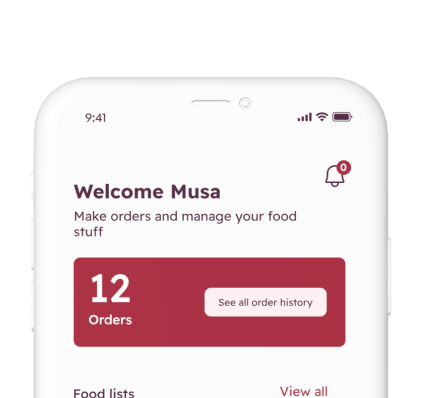 9:41
0
Welcome Musa
Make orders and manage your food
stuff
12
Orders
See all order history
Food lists
View all